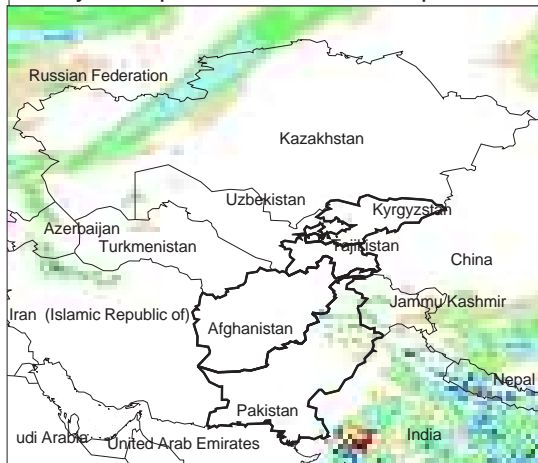 Russian Federation
Kazakhstan
Uzbekistan
Kyrgyzstan
Azerbaijan
Turkmenistan
Tajikistan
China
Jammu Kashmir
Iran (Islamic Republic of)
Afghanistan
Nepal
Pakistan
udi Arabia
United Arab Emirates
India